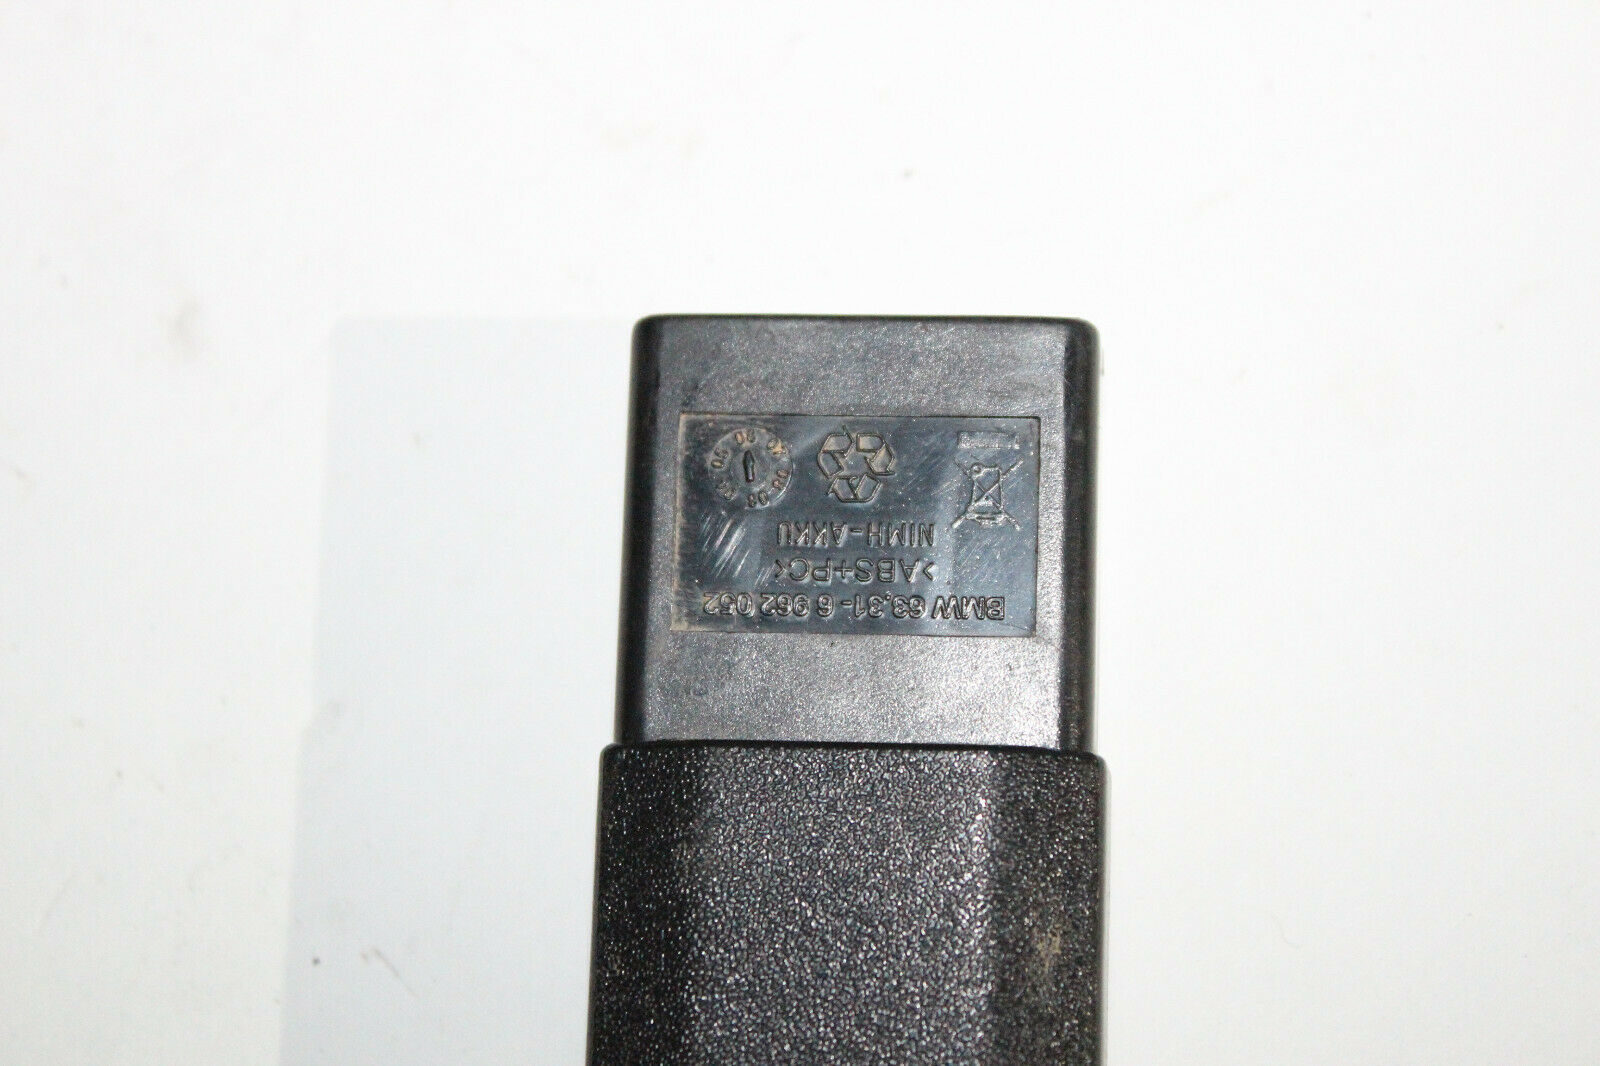 BMW 63.31-6 962 052
>ABS+PC<
NIMH-AKKU